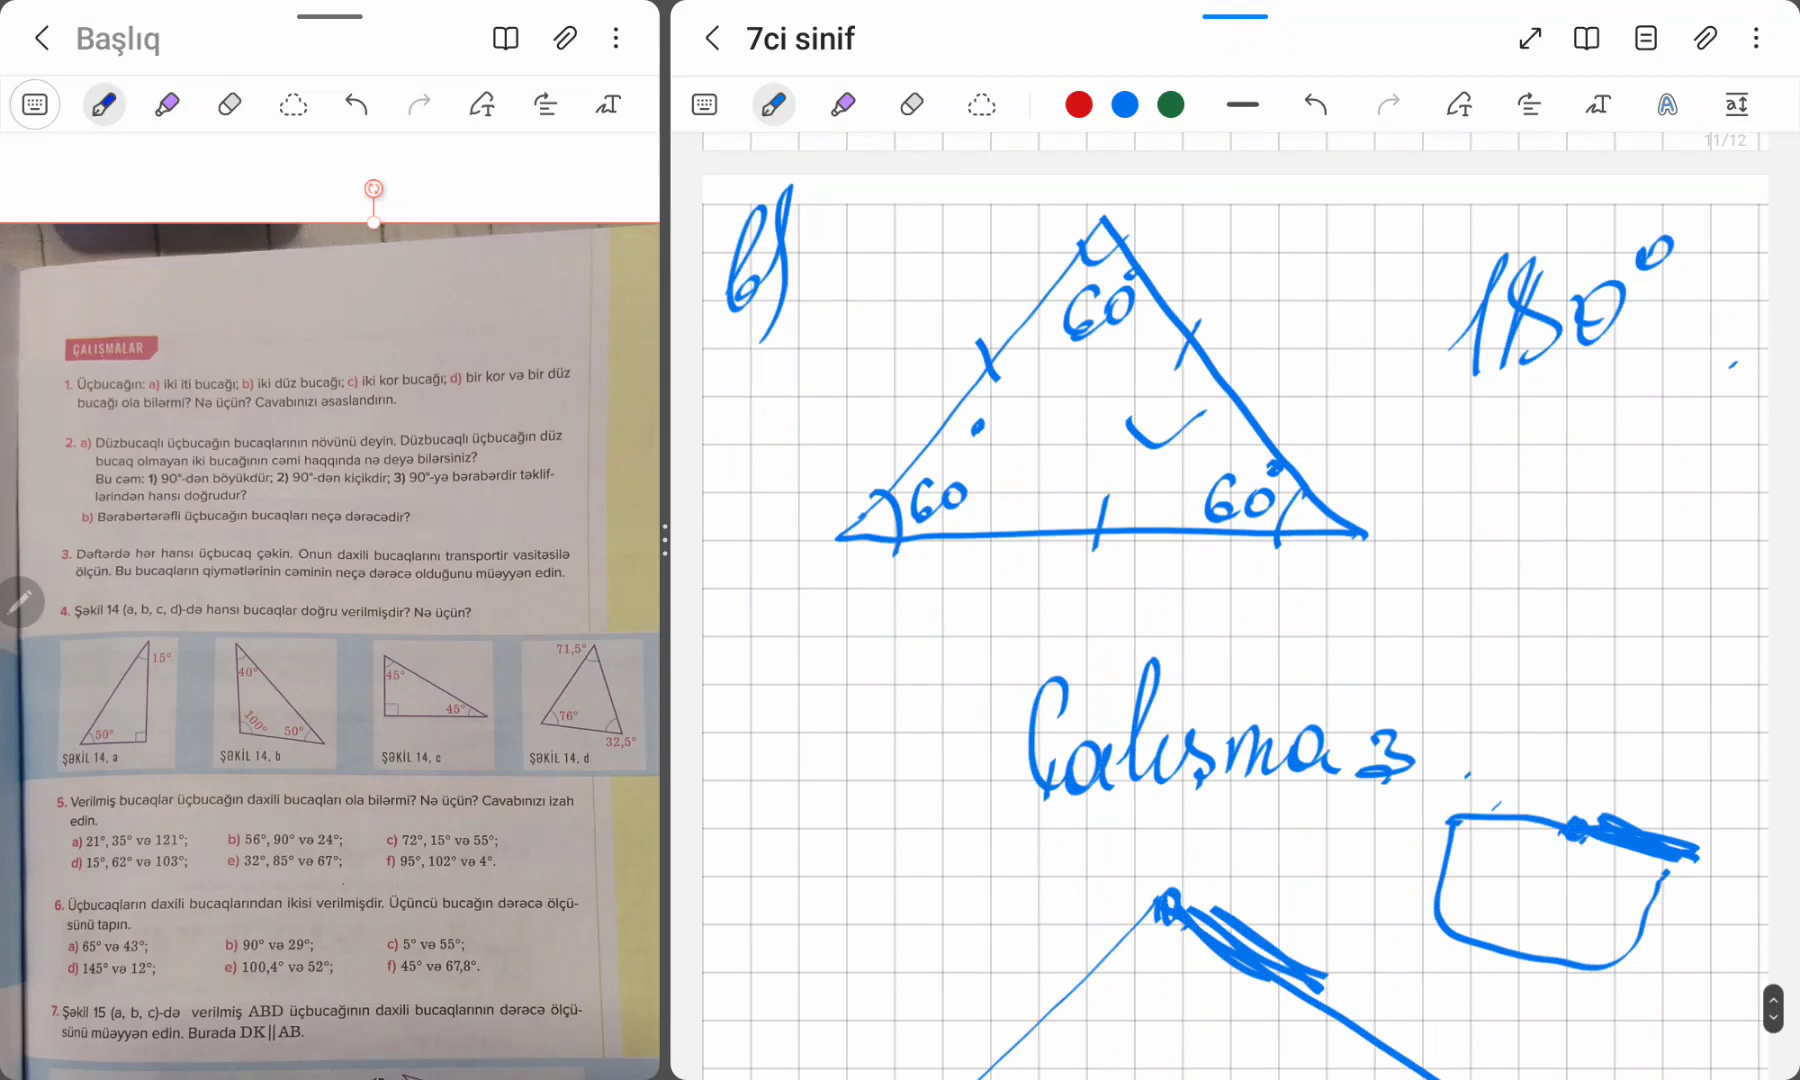 Başlıq
ÇALIŞMALAR
1. Üçbucağın: a) iki iti bucağı; b) iki düz bucağı; c) iki kor bucağı; d) bir kor və bir düz
bucağı ola bilərmi? Nə üçün? Cavabınızı əsaslandırın.
2. a) Düzbucaqlı üçbucağın bucaqlarının növünü deyin. Düzbucaqlı üçbucağın düz
bucaq olmayan iki bucağının cəmi haqqında nə deyə bilərsiniz?
Bu cəm: 1) 90°-dən böyükdür; 2) 90°-dən kiçikdir; 3) 90°-yə bərabərdir təklif-
lərindən hansı doğrudur?
b) Bərabərtərəfli üçbucağın bucaqları neçə dərəcədir?
3. Dəftərdə hər hansı üçbucaq çəkin. Onun daxili bucaqlarını transportir vasitəsilə
ölçün. Bu bucaqların qiymətlərinin cəminin neçə dərəcə olduğunu müəyyən edin.
4. Şəkil 14 (a, b, c, d)-də hansı bucaqlar doğru verilmişdir? Nə üçün?
15°
50°
ŞƏKİL 14, a
40°
100°
50°
ŞƏKİL 14, b
45°
45°
ŞƏKİL 14, c
71,5°
76°
32,5°
ŞƏKİL 14, d
5. Verilmiş bucaqlar üçbucağın daxili bucaqları ola bilərmi? Nə üçün? Cavabınızı izah
edin.
a) 21°, 35° və 121°; b) 56°, 90° və 24°; c) 72°, 15° və 55°;
d) 15°, 62° və 103°; e) 32°, 85° və 67°; f) 95°, 102° və 4°.
6. Üçbucaqların daxili bucaqlarından ikisi verilmişdir. Üçüncü bucağın dərəcə ölçü-
sünü tapın.
a) 65° və 43°; b) 90° və 29°; c) 5° və 55°;
d) 145° və 12°; e) 100,4° və 52°; f) 45° və 67,8°.
7. Şəkil 15 (a, b, c)-də verilmiş ABD üçbucağının daxili bucaqlarının dərəcə ölçü-
sünü müəyyən edin. Burada DK||AB.
7ci sinif
11/12
b)
60°
180°
60
60°
Çalışma 3